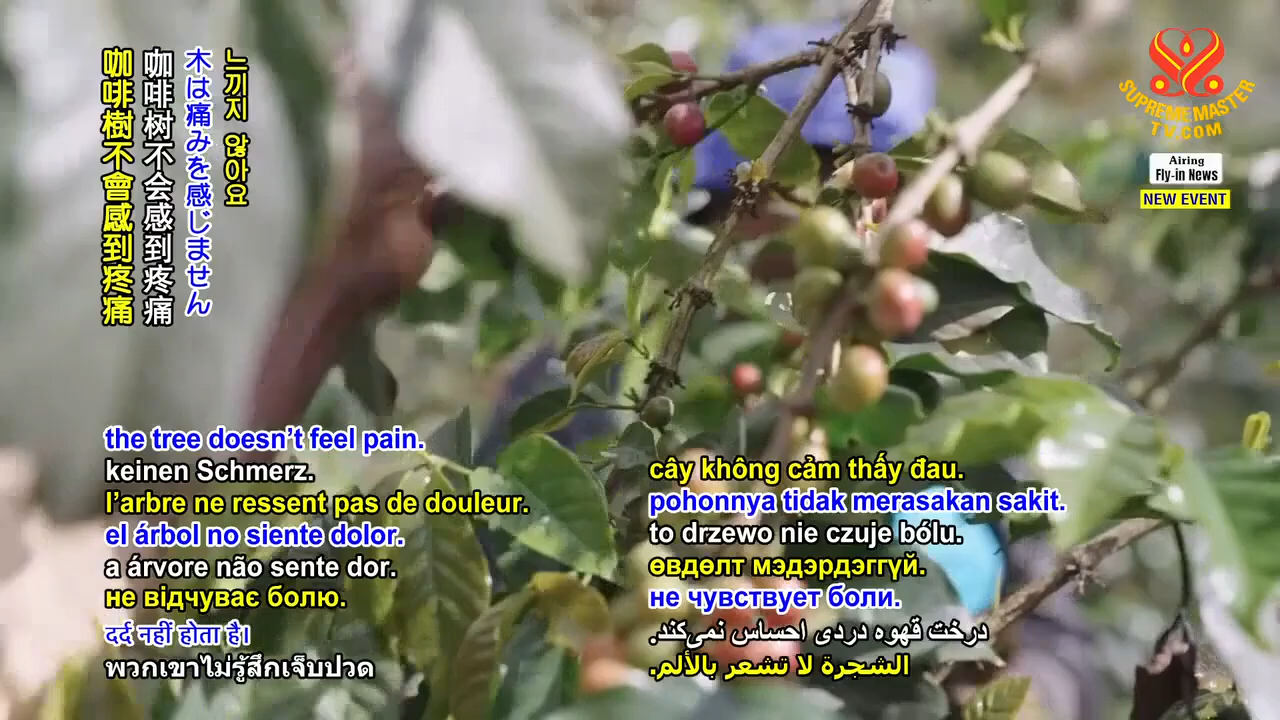 咖啡樹不會感到疼痛
咖啡树不会感到疼痛
木は痛みを感じません
느끼지 않아요
SUPREME MASTER
TV.COM
Airing
Fly-in News
NEW EVENT
the tree doesn't feel pain.
keinen Schmerz.
l'arbre ne ressent pas de douleur.
el árbol no siente dolor.
a árvore não sente dor.
не відчуває болю.
दर्द नहीं होता है।
พวกเขาไม่รู้สึกเจ็บปวด
cây không cảm thấy đau.
pohonnya tidak merasakan sakit.
to drzewo nie czuje bólu.
өвдөлт мэдэрдэггүй.
не чувствует боли.
درخت قهوه دردی احساس نمی‌کند.
الشجرة لا تشعر بالألم.